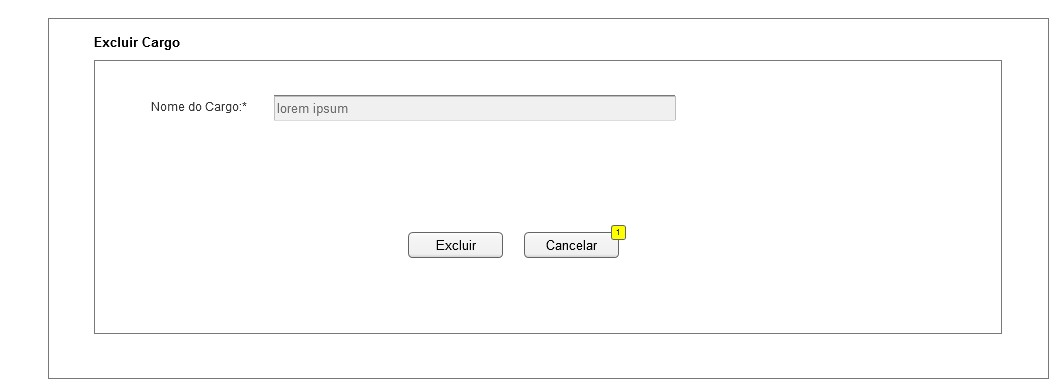 Excluir Cargo
Nome do Cargo:* lorem ipsum
Excluir Cancelar 1